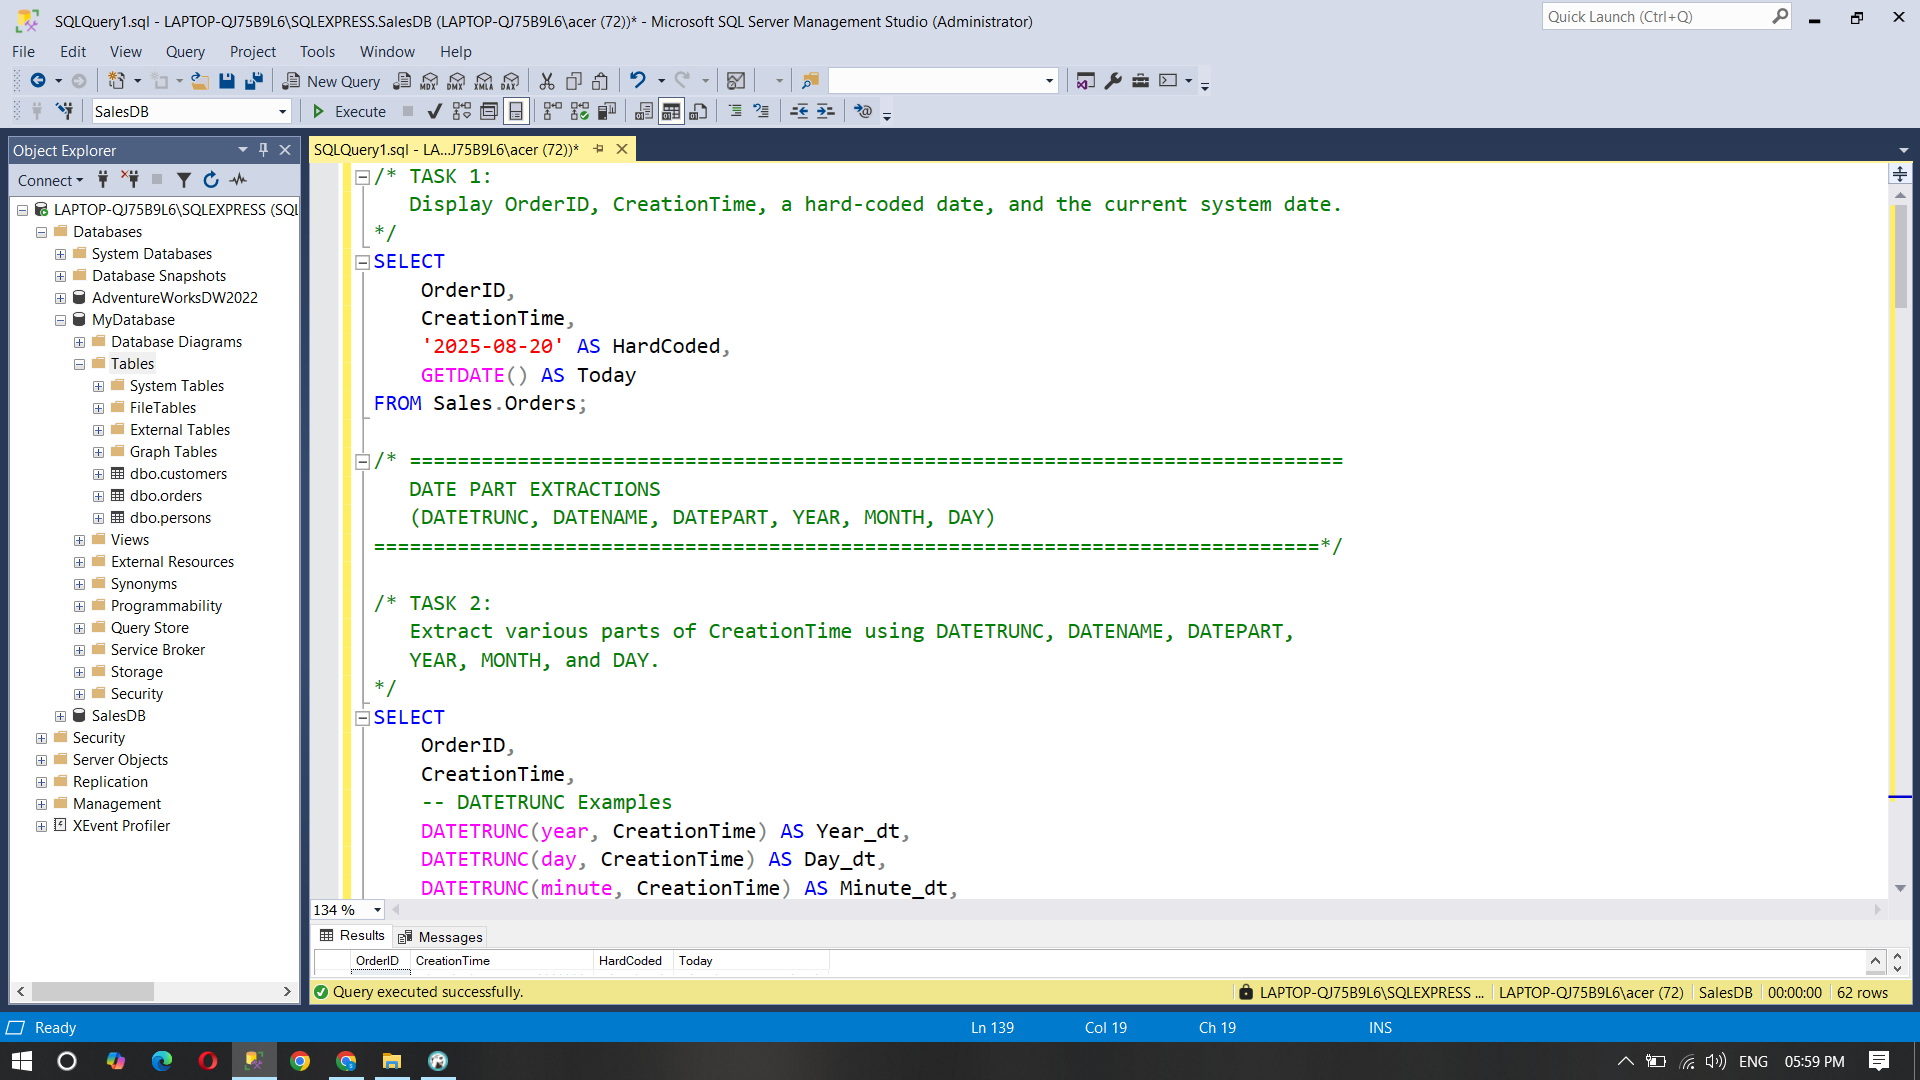 SQLQuery1.sql - LAPTOP-QJ75B9L6\SQLEXPRESS.SalesDB (LAPTOP-QJ75B9L6\acer (72))* - Microsoft SQL Server Management Studio (Administrator)
Quick Launch (Ctrl+Q)
File Edit View Query Project Tools Window Help
New Query MDX DMX XMLA DAX
SalesDB Execute
Object Explorer
SQLQuery1.sql - LA...J75B9L6\acer (72))*
Connect
LAPTOP-QJ75B9L6\SQLEXPRESS (SQL
Databases
System Databases
Database Snapshots
AdventureWorksDW2022
MyDatabase
Database Diagrams
Tables
System Tables
FileTables
External Tables
Graph Tables
dbo.customers
dbo.orders
dbo.persons
Views
External Resources
Synonyms
Programmability
Query Store
Service Broker
Storage
Security
SalesDB
Security
Server Objects
Replication
Management
XEvent Profiler
/* TASK 1:
Display OrderID, CreationTime, a hard-coded date, and the current system date.
*/
SELECT
OrderID,
CreationTime,
'2025-08-20' AS HardCoded,
GETDATE() AS Today
FROM Sales.Orders;
/* ==============================================================================
DATE PART EXTRACTIONS
(DATETRUNC, DATENAME, DATEPART, YEAR, MONTH, DAY)
===============================================================================*/
/* TASK 2:
Extract various parts of CreationTime using DATETRUNC, DATENAME, DATEPART,
YEAR, MONTH, and DAY.
*/
SELECT
OrderID,
CreationTime,
-- DATETRUNC Examples
DATETRUNC(year, CreationTime) AS Year_dt,
DATETRUNC(day, CreationTime) AS Day_dt,
DATETRUNC(minute, CreationTime) AS Minute_dt,
134 %
Results Messages
OrderID CreationTime HardCoded Today
Query executed successfully. LAPTOP-QJ75B9L6\SQLEXPRESS ... LAPTOP-QJ75B9L6\acer (72) SalesDB 00:00:00 62 rows
Ready Ln 139 Col 19 Ch 19 INS
ENG 05:59 PM